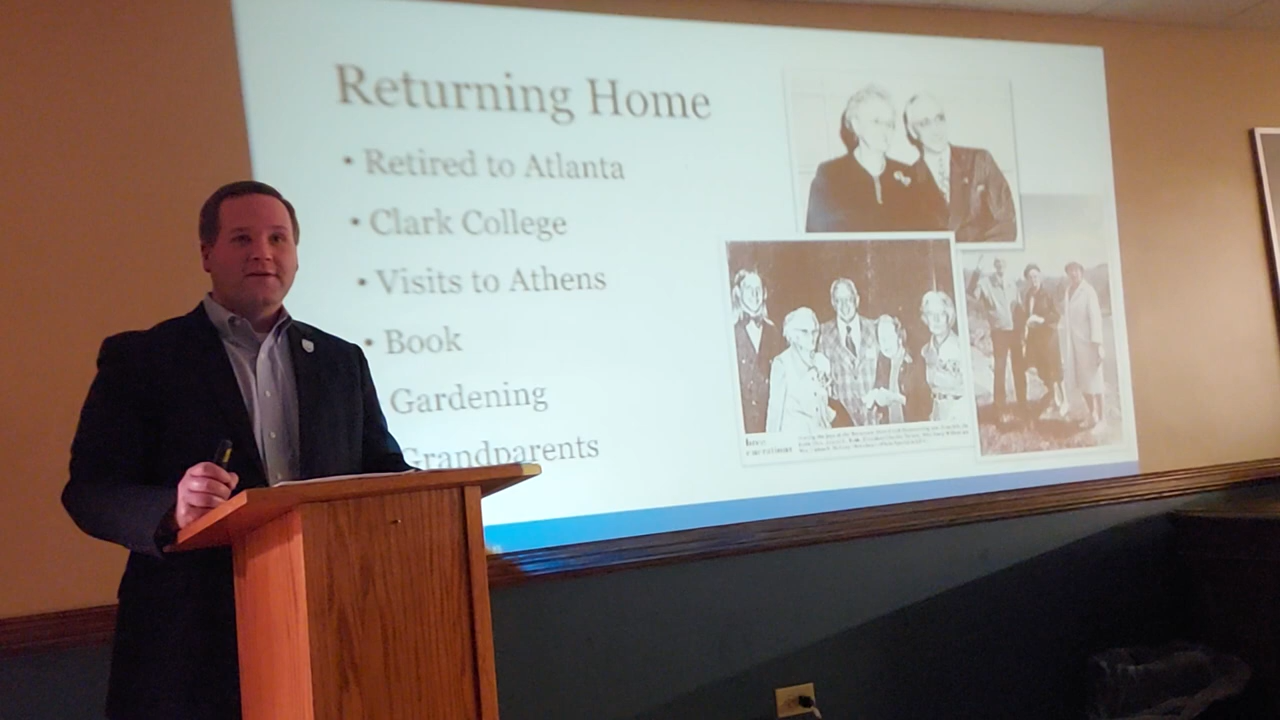 Returning Home
• Retired to Atlanta
• Clark College
• Visits to Athens
• Book
Gardening
Grandparents